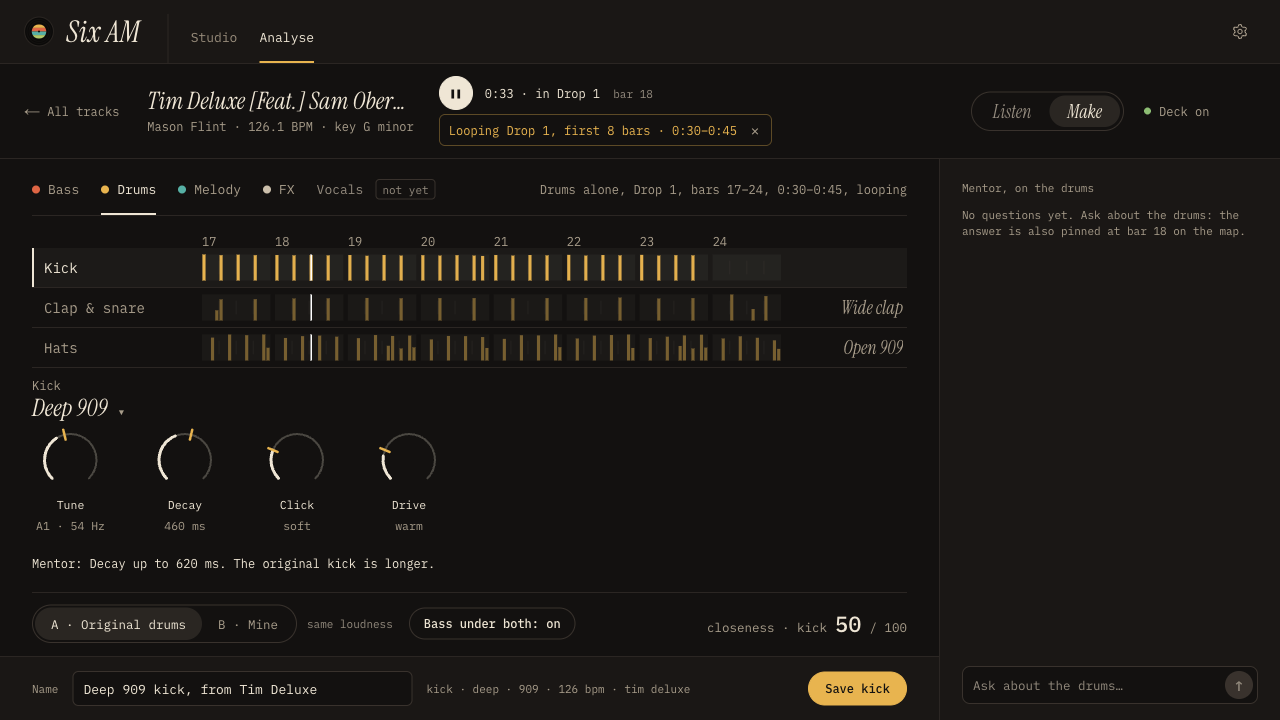 Six AM
Studio
Analyse
← All tracks
Tim Deluxe [Feat.] Sam Ober…
Mason Flint · 126.1 BPM · key G minor
0:33 · in Drop 1 bar 18
Looping Drop 1, first 8 bars · 0:30–0:45 ×
Listen
Make
Deck on
Bass
Drums
Melody
FX
Vocals
not yet
Drums alone, Drop 1, bars 17–24, 0:30–0:45, looping
17 18 19 20 21 22 23 24
Kick
Clap & snare
Wide clap
Hats
Open 909
Kick
Deep 909 ▾
Tune
Decay
Click
Drive
A1 · 54 Hz
460 ms
soft
warm
Mentor: Decay up to 620 ms. The original kick is longer.
A · Original drums
B · Mine
same loudness
Bass under both: on
closeness · kick 50 / 100
Name
Deep 909 kick, from Tim Deluxe
kick · deep · 909 · 126 bpm · tim deluxe
Save kick
Mentor, on the drums
No questions yet. Ask about the drums: the
answer is also pinned at bar 18 on the map.
Ask about the drums…
↑